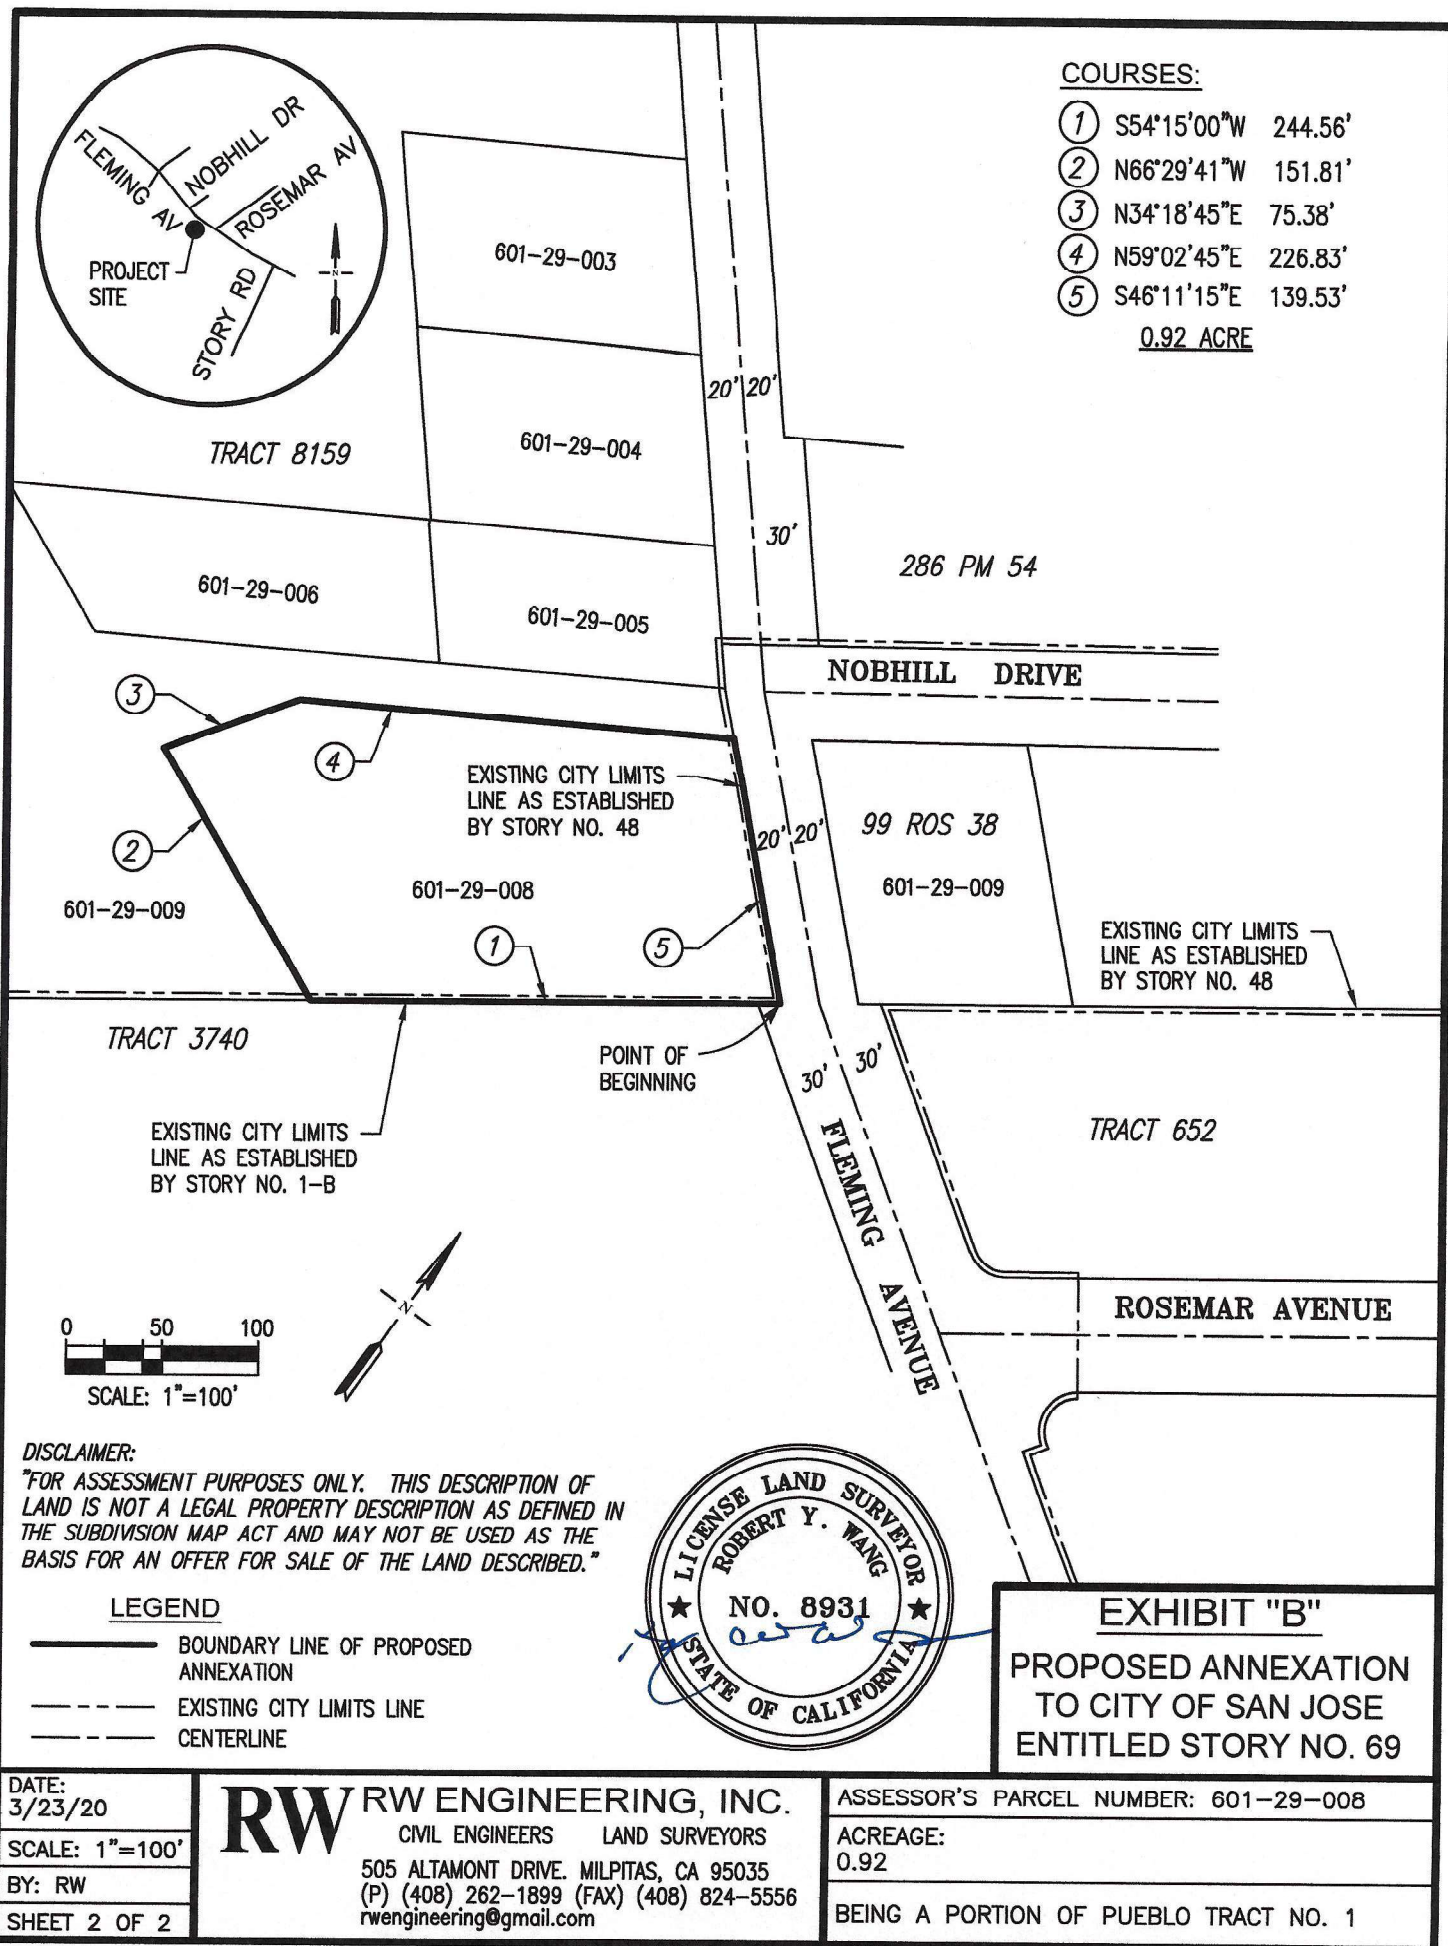 COURSES:
1 S54°15'00"W 244.56'
2 N66°29'41"W 151.81'
3 N34°18'45"E 75.38'
4 N59°02'45"E 226.83'
5 S46°11'15"E 139.53'
0.92 ACRE
FLEMING AV
NOBHILL DR
ROSEMAR AV
STORY RD
PROJECT
SITE
N
601-29-003
20' 20'
TRACT 8159
601-29-004
30'
286 PM 54
601-29-006
601-29-005
NOBHILL DRIVE
3
4
EXISTING CITY LIMITS
LINE AS ESTABLISHED
BY STORY NO. 48
2
20' 20'
99 ROS 38
601-29-009
601-29-008
601-29-009
1
5
EXISTING CITY LIMITS
LINE AS ESTABLISHED
BY STORY NO. 48
TRACT 3740
POINT OF
BEGINNING
30' 30'
TRACT 652
EXISTING CITY LIMITS
LINE AS ESTABLISHED
BY STORY NO. 1-B
FLEMING AVENUE
ROSEMAR AVENUE
N
0 50 100
SCALE: 1"=100'
DISCLAIMER:
"FOR ASSESSMENT PURPOSES ONLY. THIS DESCRIPTION OF
LAND IS NOT A LEGAL PROPERTY DESCRIPTION AS DEFINED IN
THE SUBDIVISION MAP ACT AND MAY NOT BE USED AS THE
BASIS FOR AN OFFER FOR SALE OF THE LAND DESCRIBED."
LEGEND
BOUNDARY LINE OF PROPOSED
ANNEXATION
EXISTING CITY LIMITS LINE
CENTERLINE
LICENSE LAND SURVEYOR
ROBERT Y. WANG
NO. 8931
STATE OF CALIFORNIA
EXHIBIT "B"
PROPOSED ANNEXATION
TO CITY OF SAN JOSE
ENTITLED STORY NO. 69
DATE:
3/23/20
SCALE: 1"=100'
BY: RW
SHEET 2 OF 2
RW
RW ENGINEERING, INC.
CIVIL ENGINEERS LAND SURVEYORS
505 ALTAMONT DRIVE. MILPITAS, CA 95035
(P) (408) 262-1899 (FAX) (408) 824-5556
rwengineering@gmail.com
ASSESSOR'S PARCEL NUMBER: 601-29-008
ACREAGE:
0.92
BEING A PORTION OF PUEBLO TRACT NO. 1